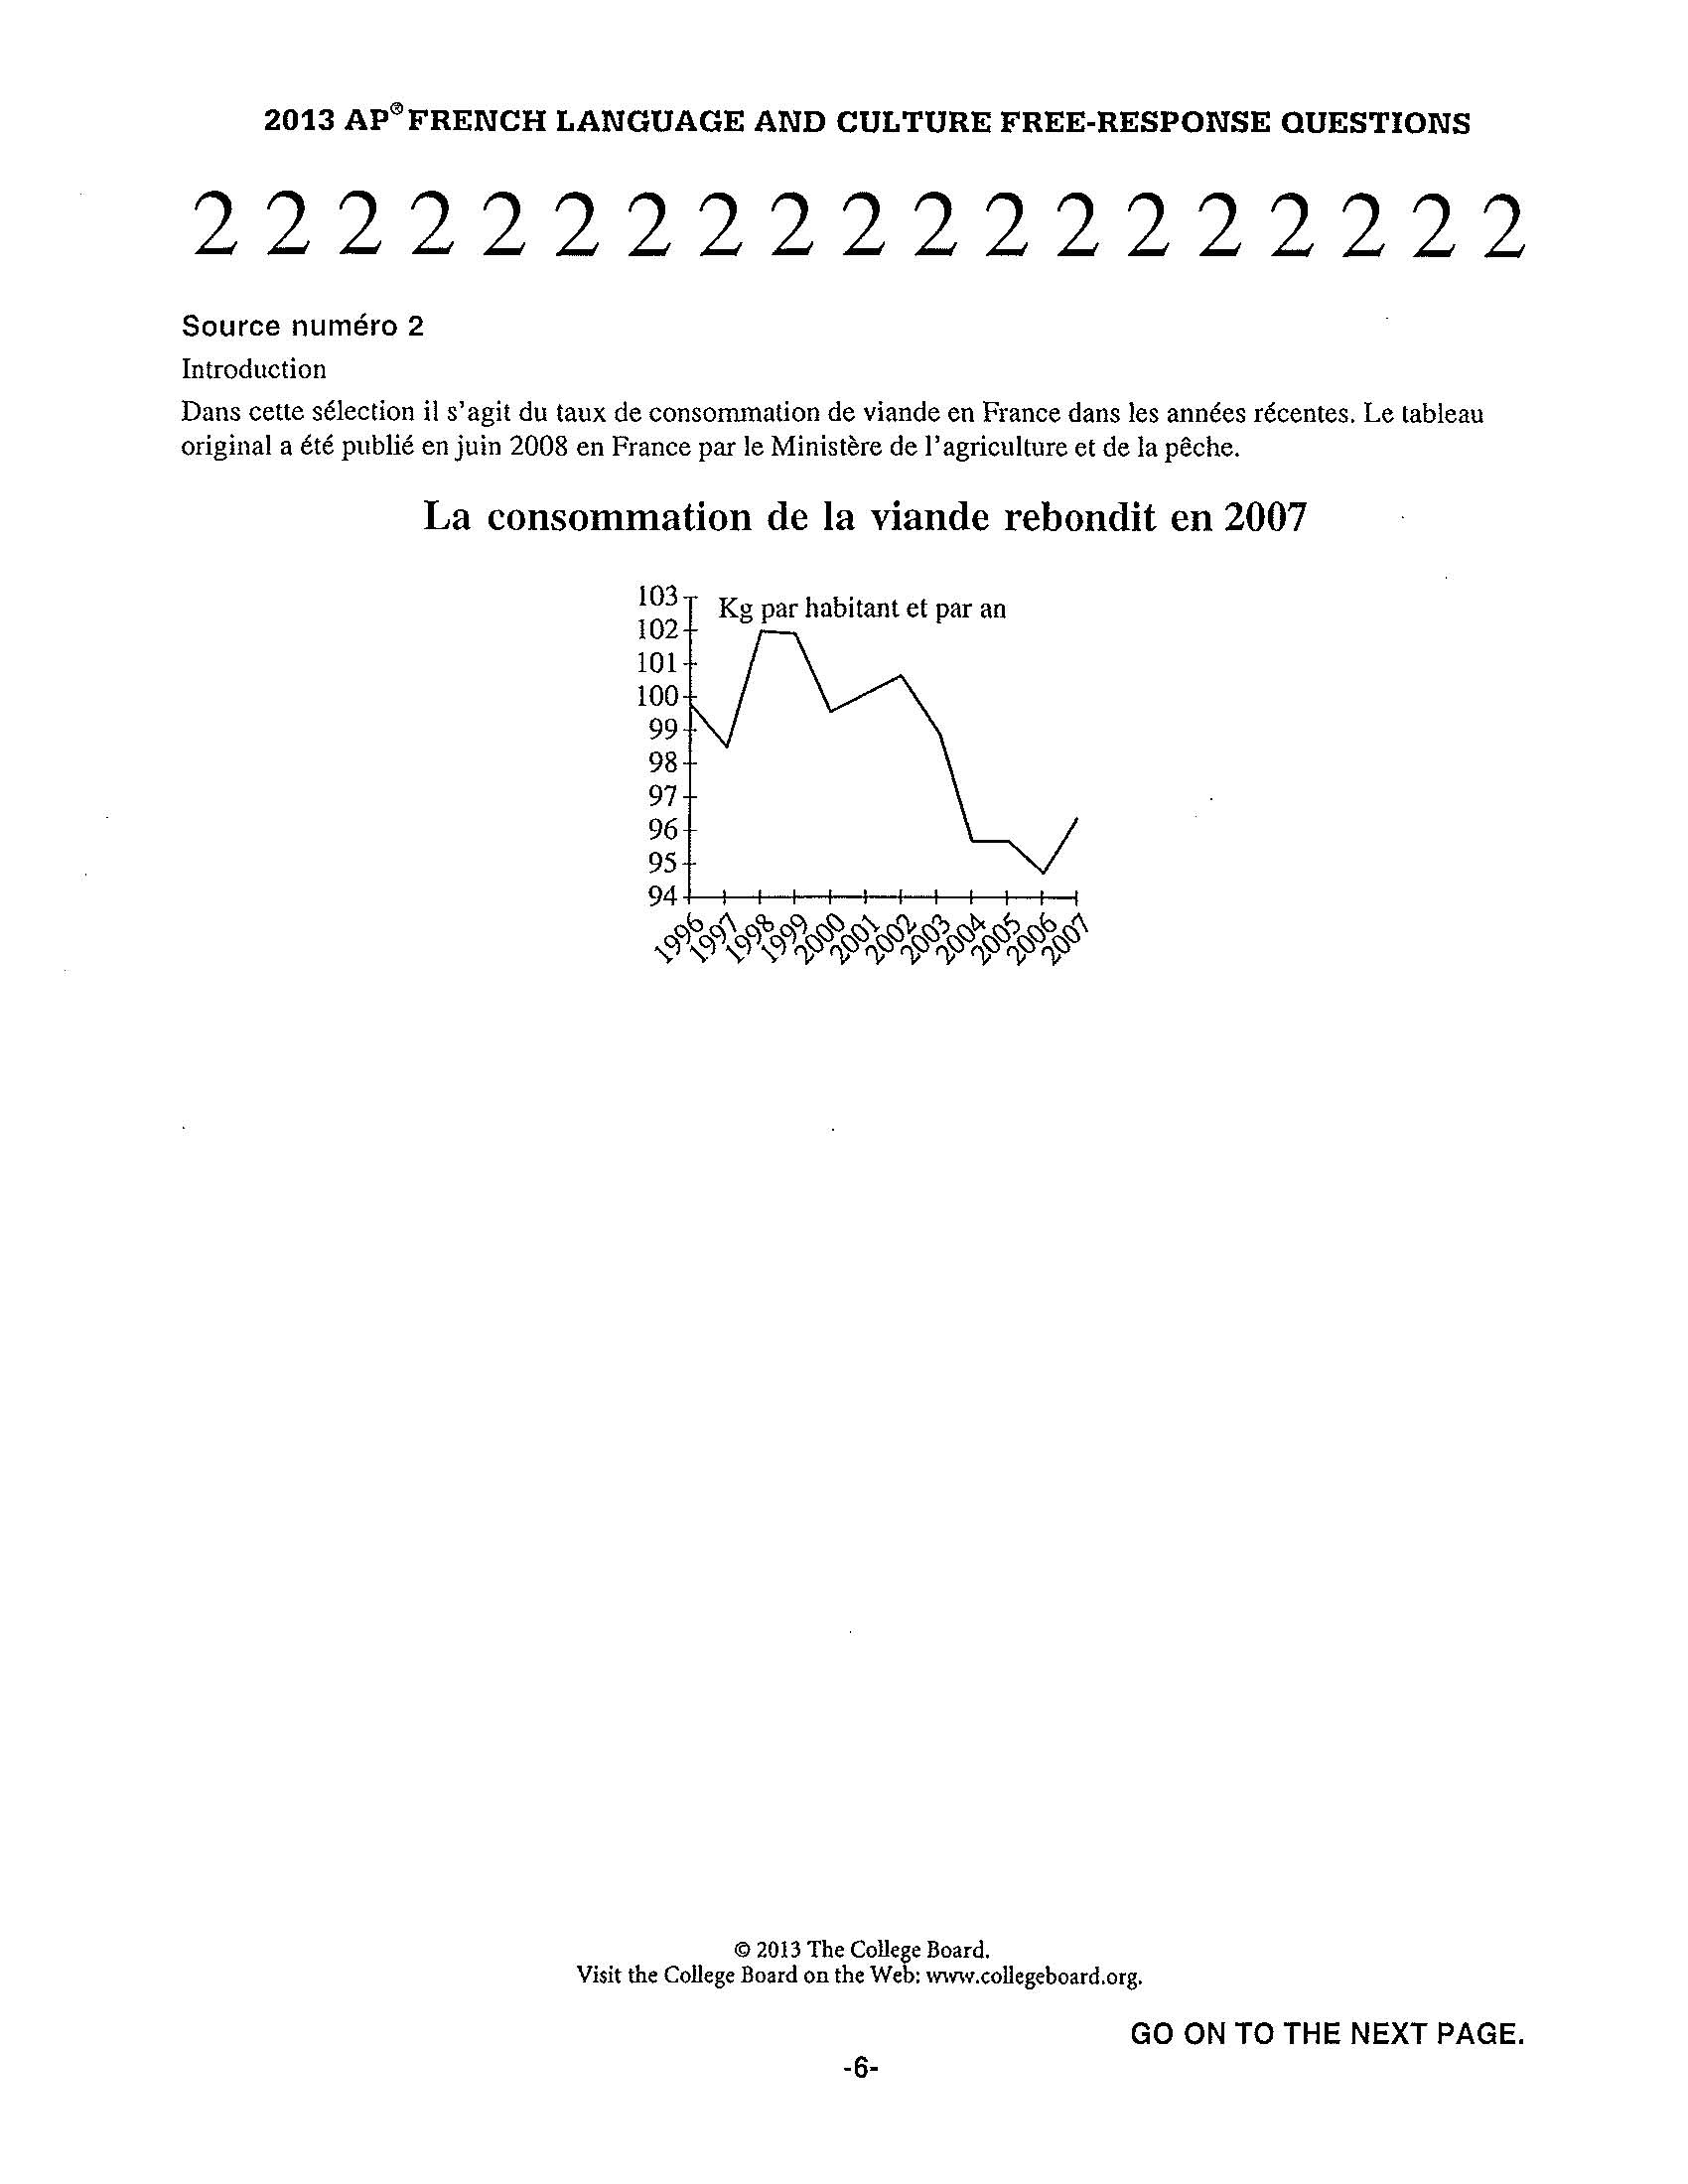 2013 AP® FRENCH LANGUAGE AND CULTURE FREE-RESPONSE QUESTIONS
2 2 2 2 2 2 2 2 2 2 2 2 2 2 2 2 2 2 2
Source numéro 2
Introduction
Dans cette sélection il s'agit du taux de consommation de viande en France dans les années récentes. Le tableau
original a été publié en juin 2008 en France par le Ministère de l'agriculture et de la pêche.
La consommation de la viande rebondit en 2007
Kg par habitant et par an
103
102
101
100
99
98
97
96
95
94
1996
1997
1998
1999
2000
2001
2002
2003
2004
2005
2006
2007
© 2013 The College Board.
Visit the College Board on the Web: www.collegeboard.org.
GO ON TO THE NEXT PAGE.
-6-